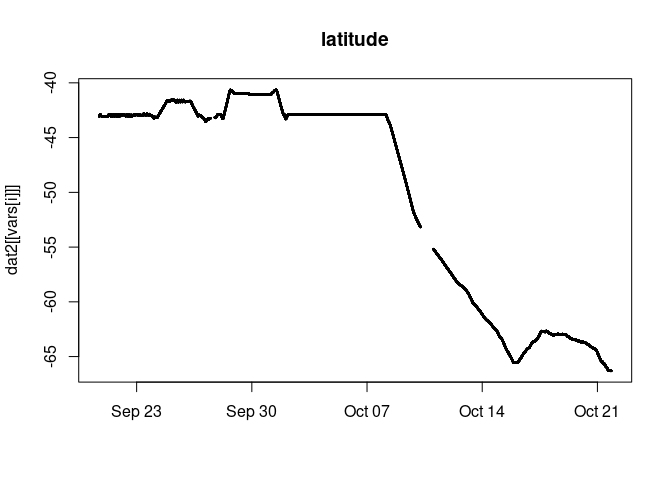 latitude
dat2[[vars[i]]]
-40
-45
-50
-55
-60
-65
Sep 23
Sep 30
Oct 07
Oct 14
Oct 21